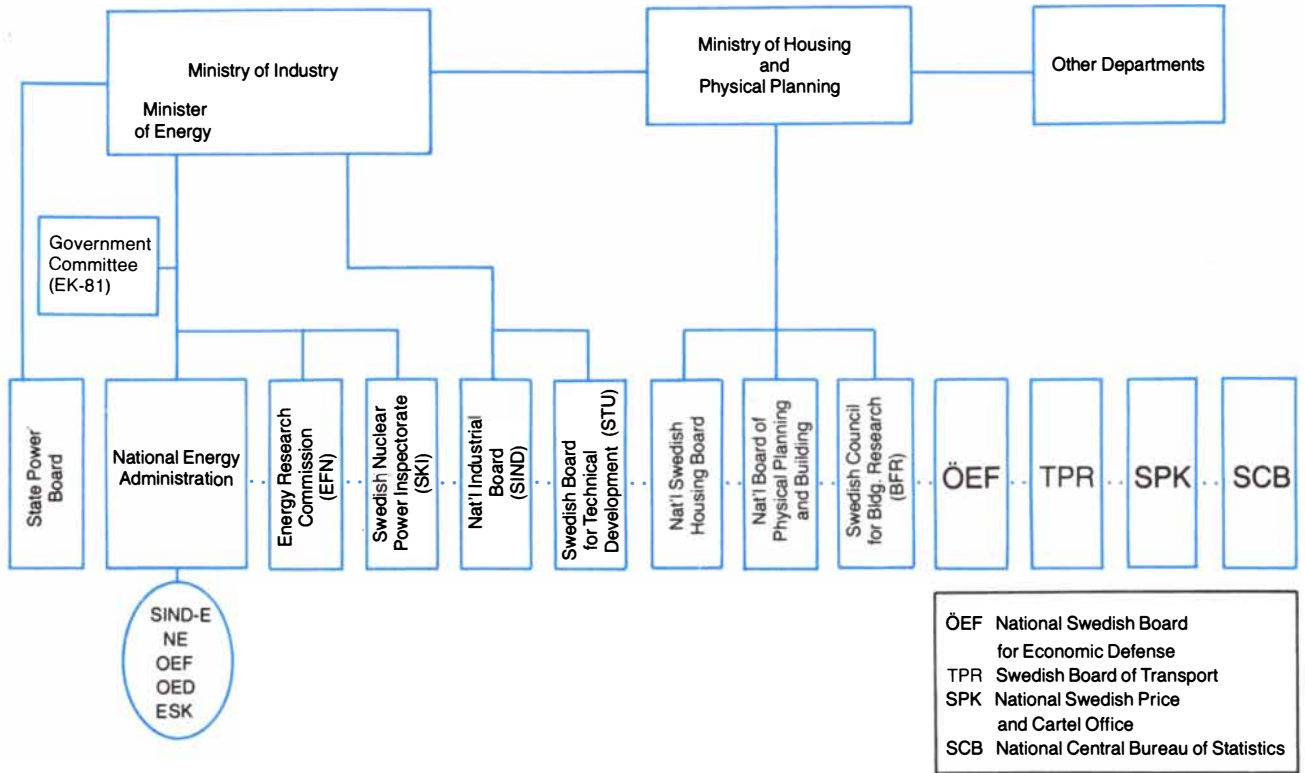 Ministry of Industry
Minister
of Energy
Ministry of Housing
and
Physical Planning
Other Departments
Government
Committee
(EK-81)
State Power
Board
National Energy
Administration
Energy Research
Commission
(EFN)
Swedish Nuclear
Power Inspectorate
(SKI)
Nat'l Industrial
Board
(SIND)
Swedish Board
for Technical
Development (STU)
Nat'l Swedish
Housing Board
Nat'l Board of
Physical Planning
and Building
Swedish Council
for Bldg. Research
(BFR)
ÖEF
TPR
SPK
SCB
SIND-E
NE
OEF
OED
ESK
ÖEF National Swedish Board
for Economic Defense
TPR Swedish Board of Transport
SPK National Swedish Price
and Cartel Office
SCB National Central Bureau of Statistics